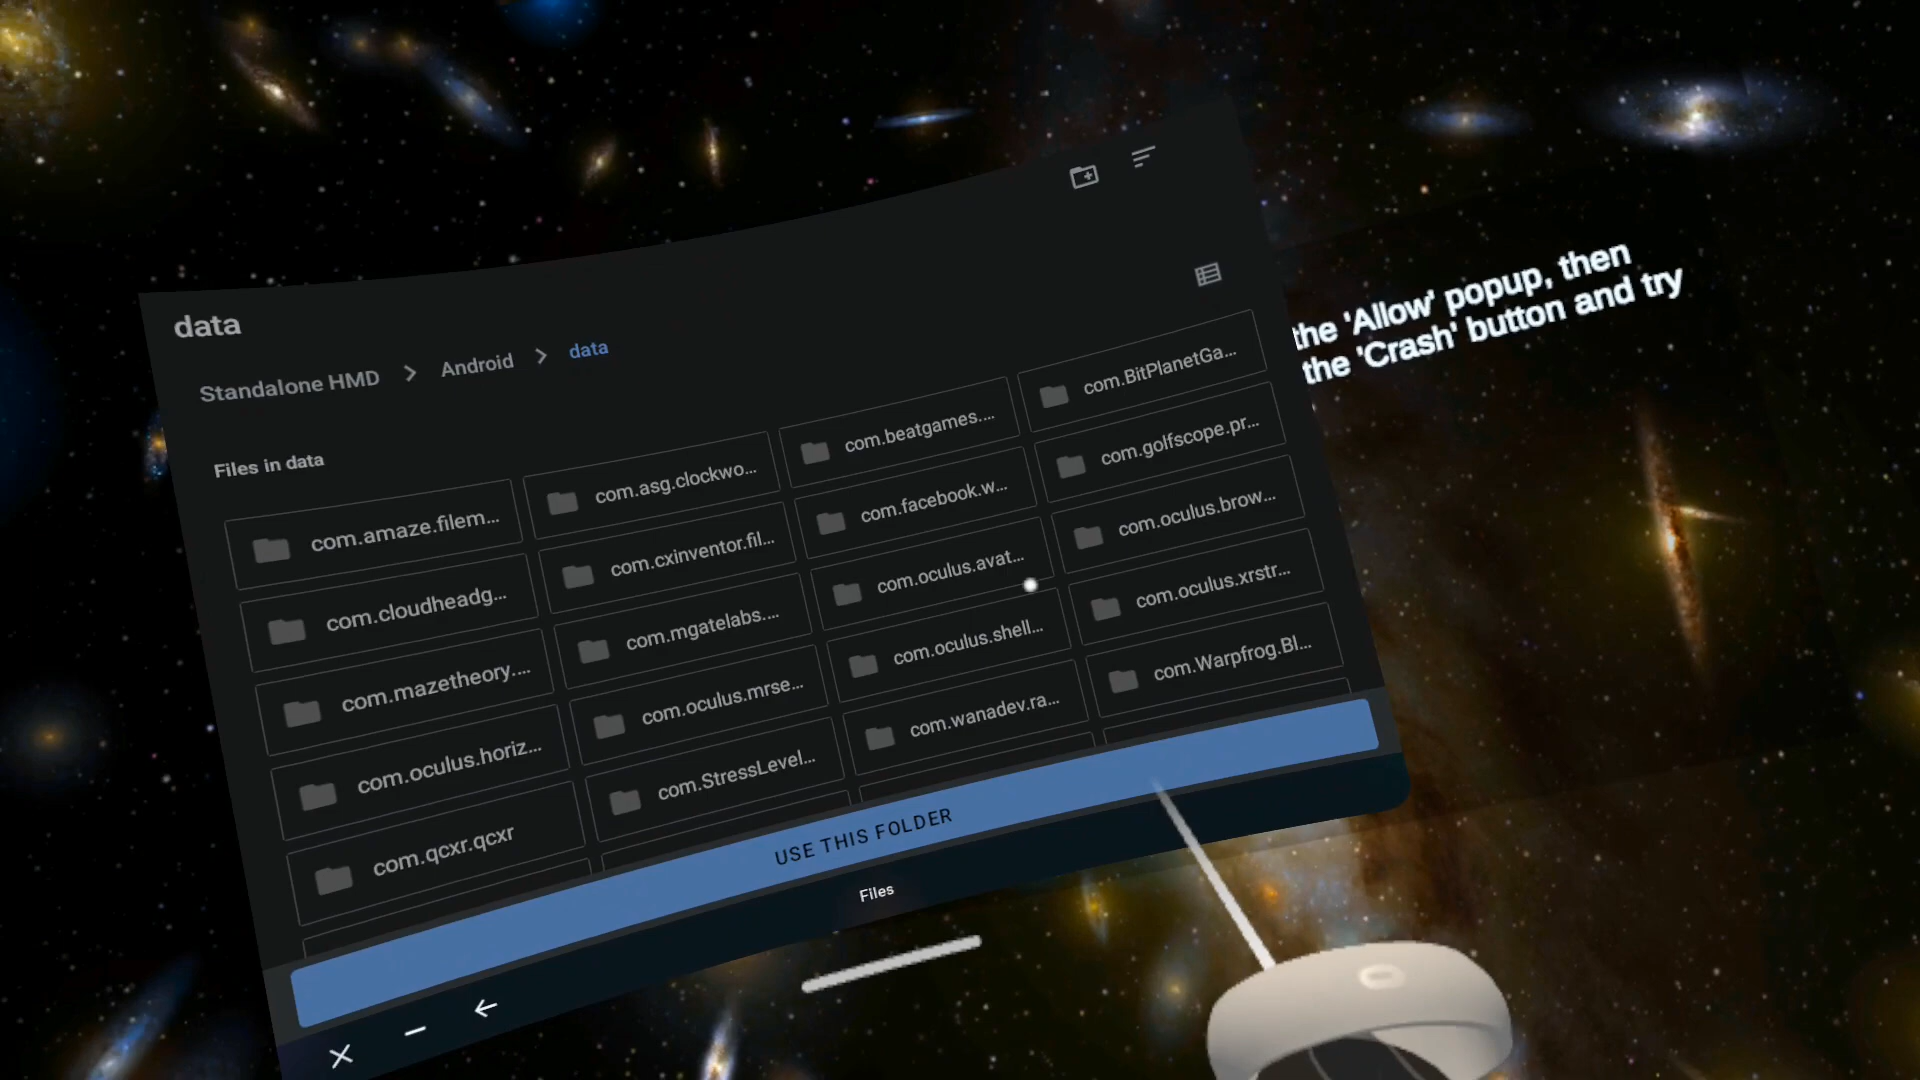 data
Standalone HMD > Android > data
Files in data
com.amaze.filem...
com.asg.clockwo...
com.beatgames....
com.BitPlanetGa...
com.cloudheadg...
com.cxinventor.fil...
com.facebook.w...
com.golfscope.pr...
com.mazetheory....
com.mgatelabs....
com.oculus.avat...
com.oculus.brow...
com.oculus.horiz...
com.oculus.mrse...
com.oculus.shell...
com.oculus.xrstr...
com.qcxr.qcxr
com.StressLevel...
com.wanadev.ra...
com.Warpfrog.Bl...
USE THIS FOLDER
Files
the 'Allow' popup, then
the 'Crash' button and try